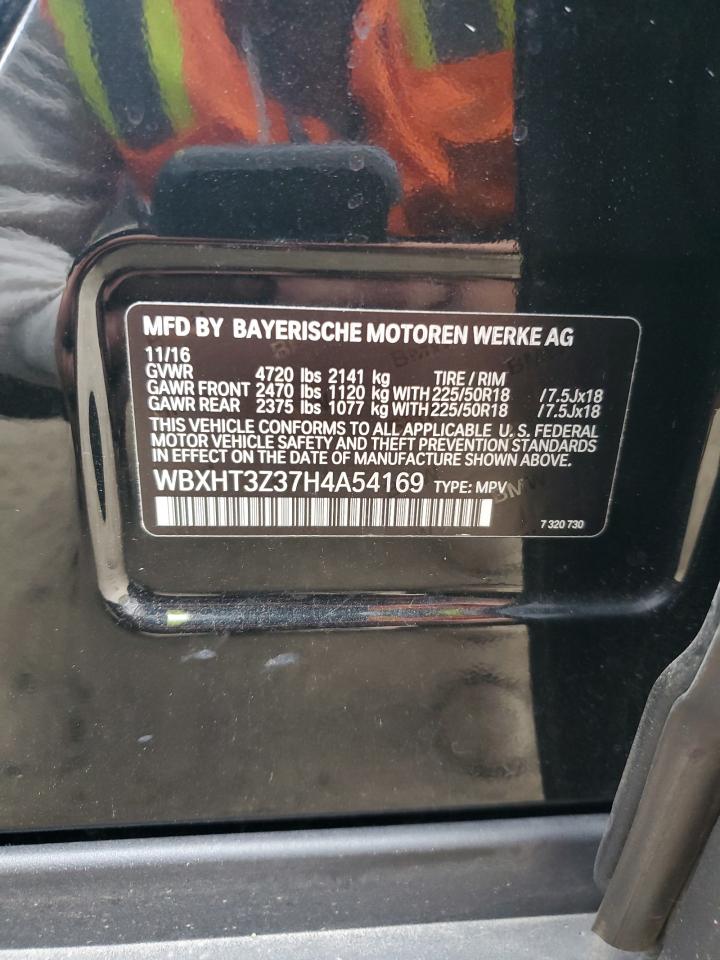 MFD BY BAYERISCHE MOTOREN WERKE AG
11/16
GVWR 4720 lbs 2141 kg TIRE / RIM
GAWR FRONT 2470 lbs 1120 kg WITH 225/50R18 /7.5Jx18
GAWR REAR 2375 lbs 1077 kg WITH 225/50R18 /7.5Jx18
THIS VEHICLE CONFORMS TO ALL APPLICABLE U.S. FEDERAL
MOTOR VEHICLE SAFETY AND THEFT PREVENTION STANDARDS
IN EFFECT ON THE DATE OF MANUFACTURE SHOWN ABOVE.
WBXHT3Z37H4A54169 TYPE: MPV
7 320 730